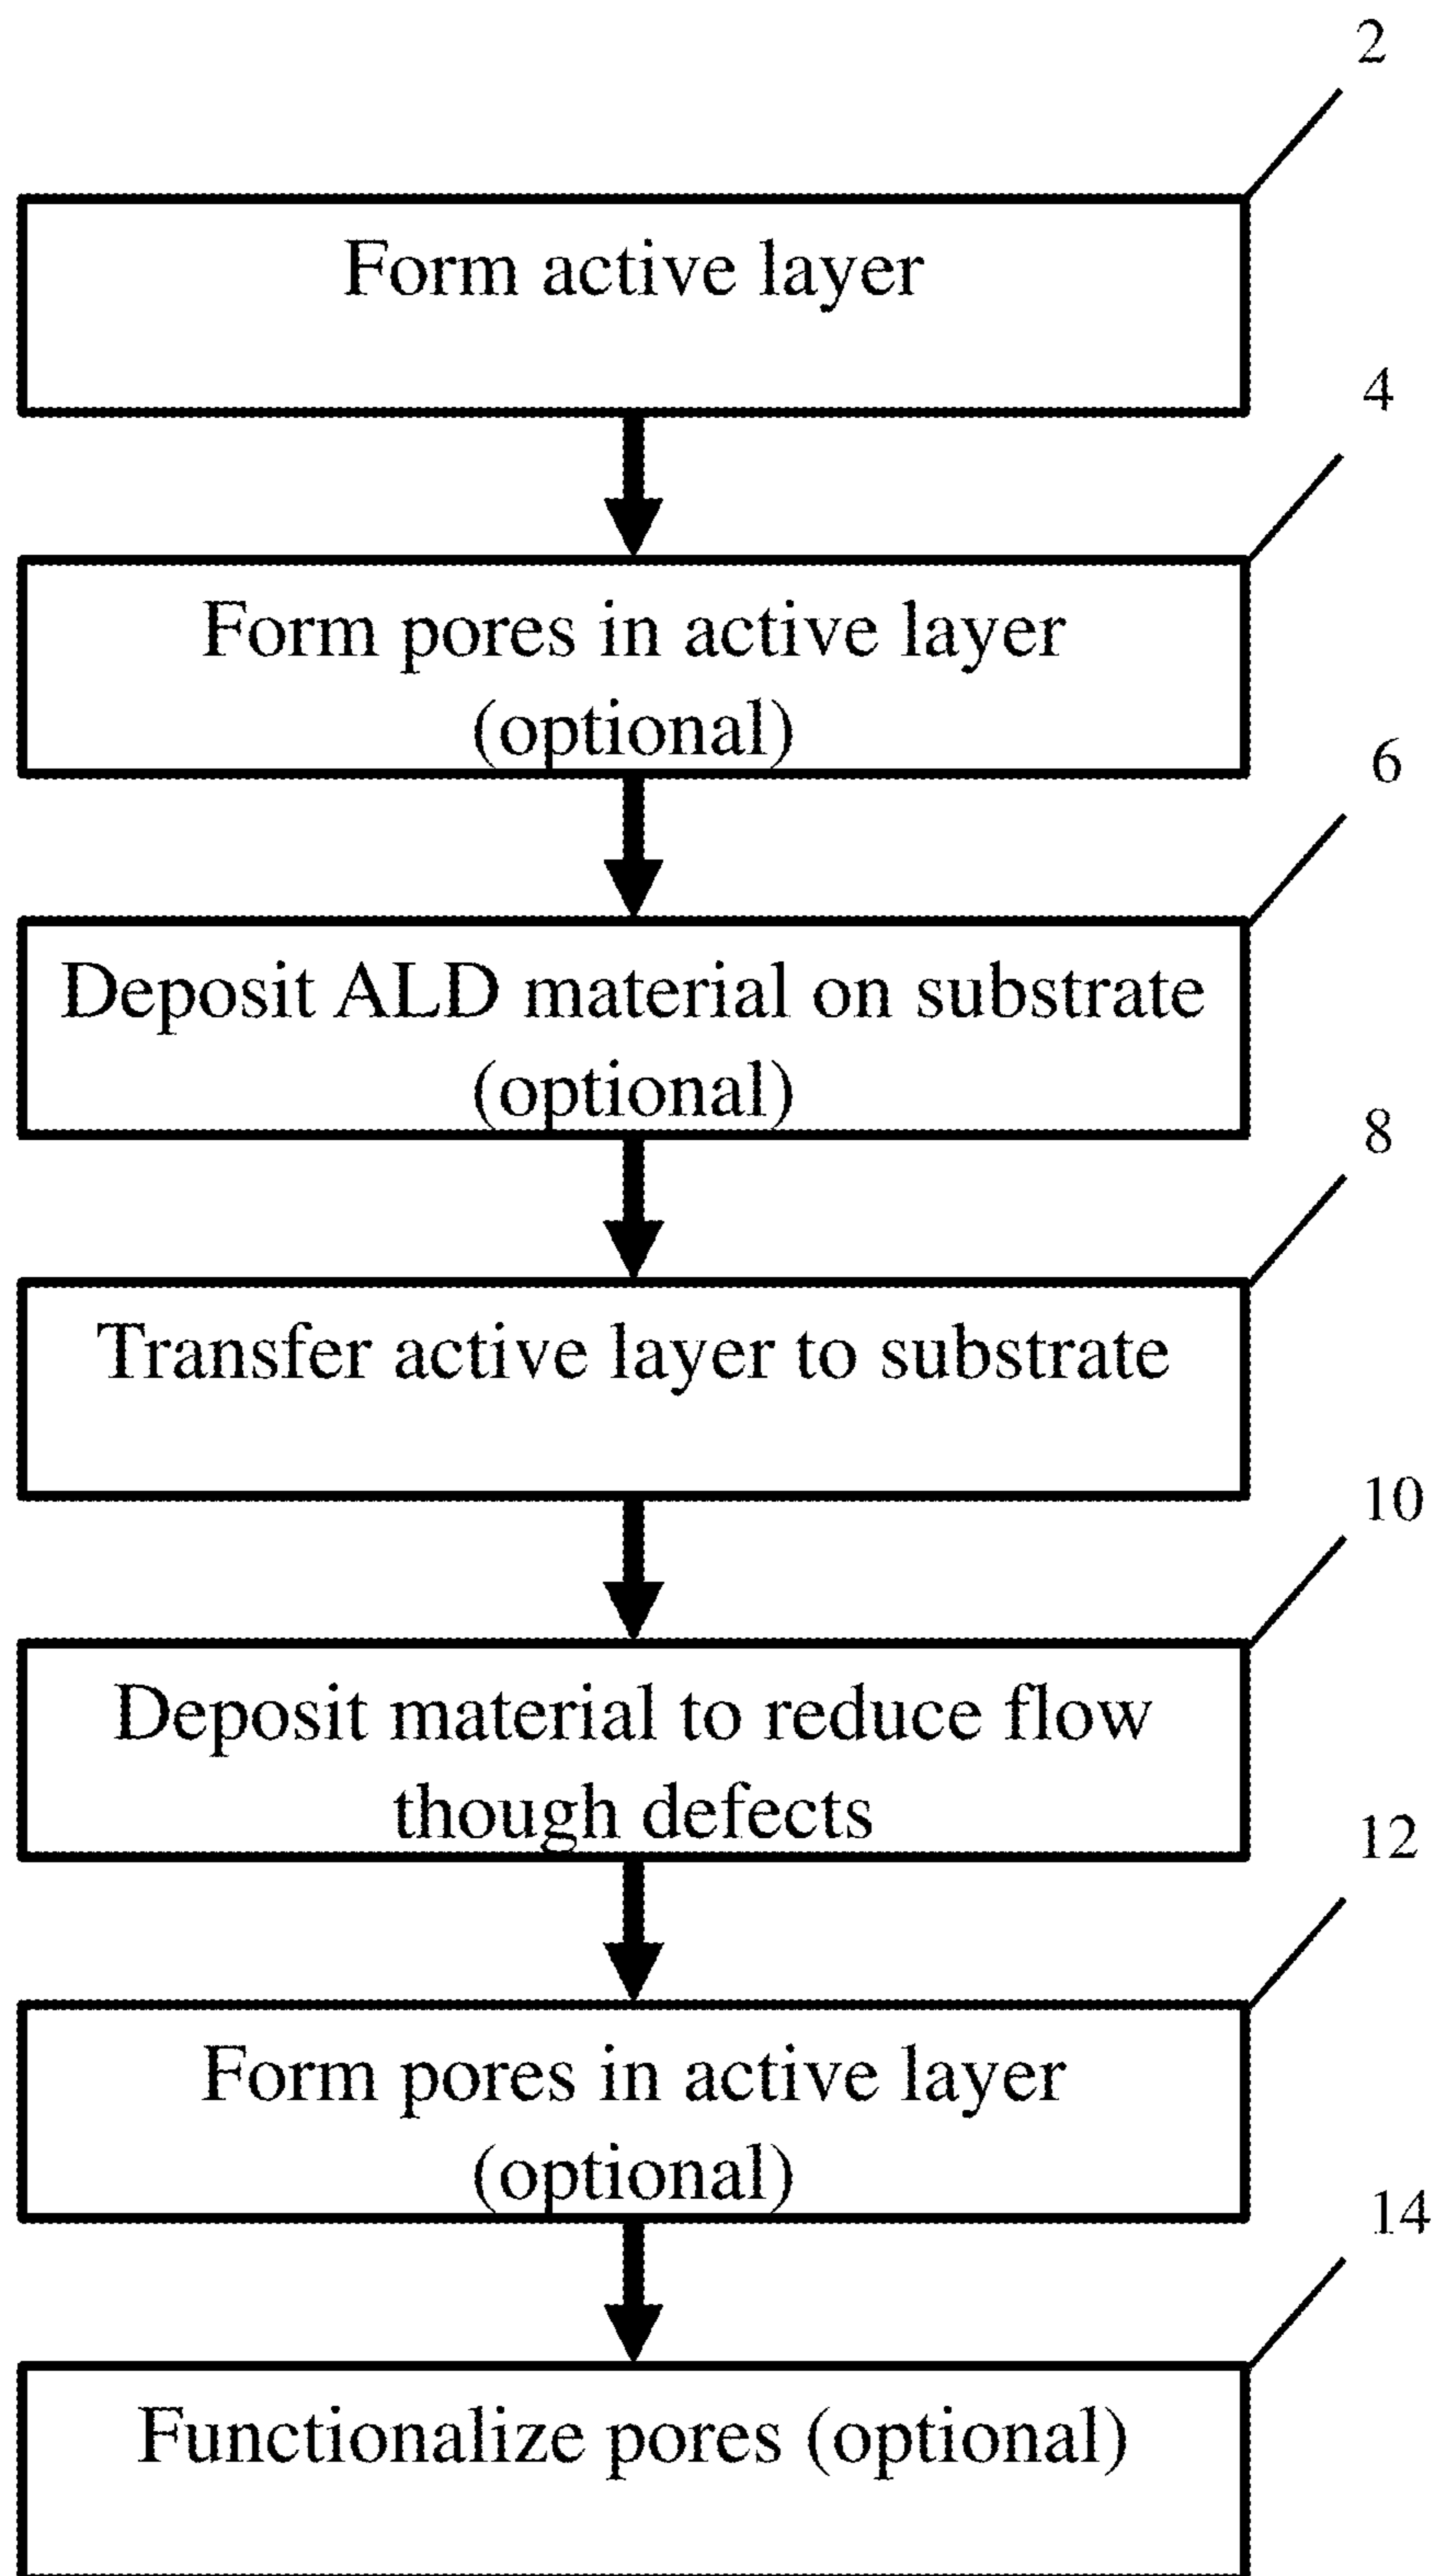 2
Form active layer
4
Form pores in active layer
(optional)
6
Deposit ALD material on substrate
(optional)
8
Transfer active layer to substrate
10
Deposit material to reduce flow
though defects
12
Form pores in active layer
(optional)
14
Functionalize pores (optional)